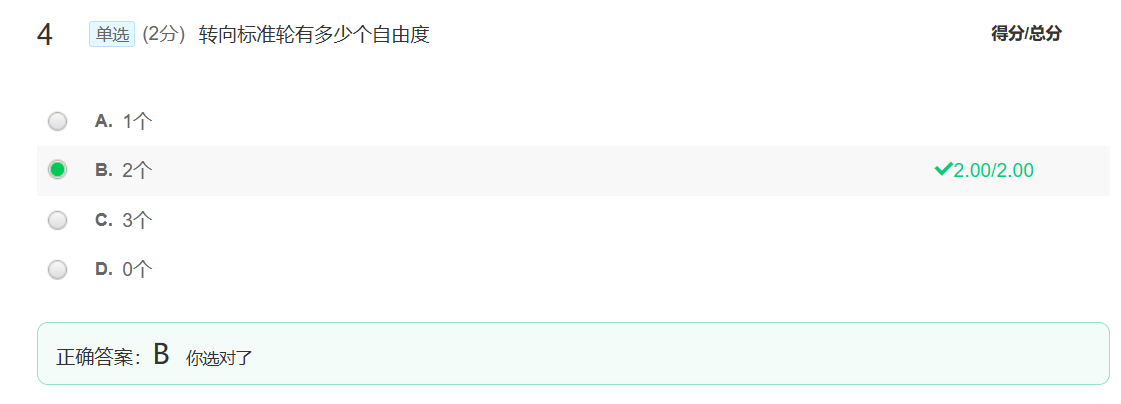 4 单选 (2分) 转向标准轮有多少个自由度 得分/总分
A. 1个
B. 2个 2.00/2.00
C. 3个
D. 0个
正确答案：B 你选对了